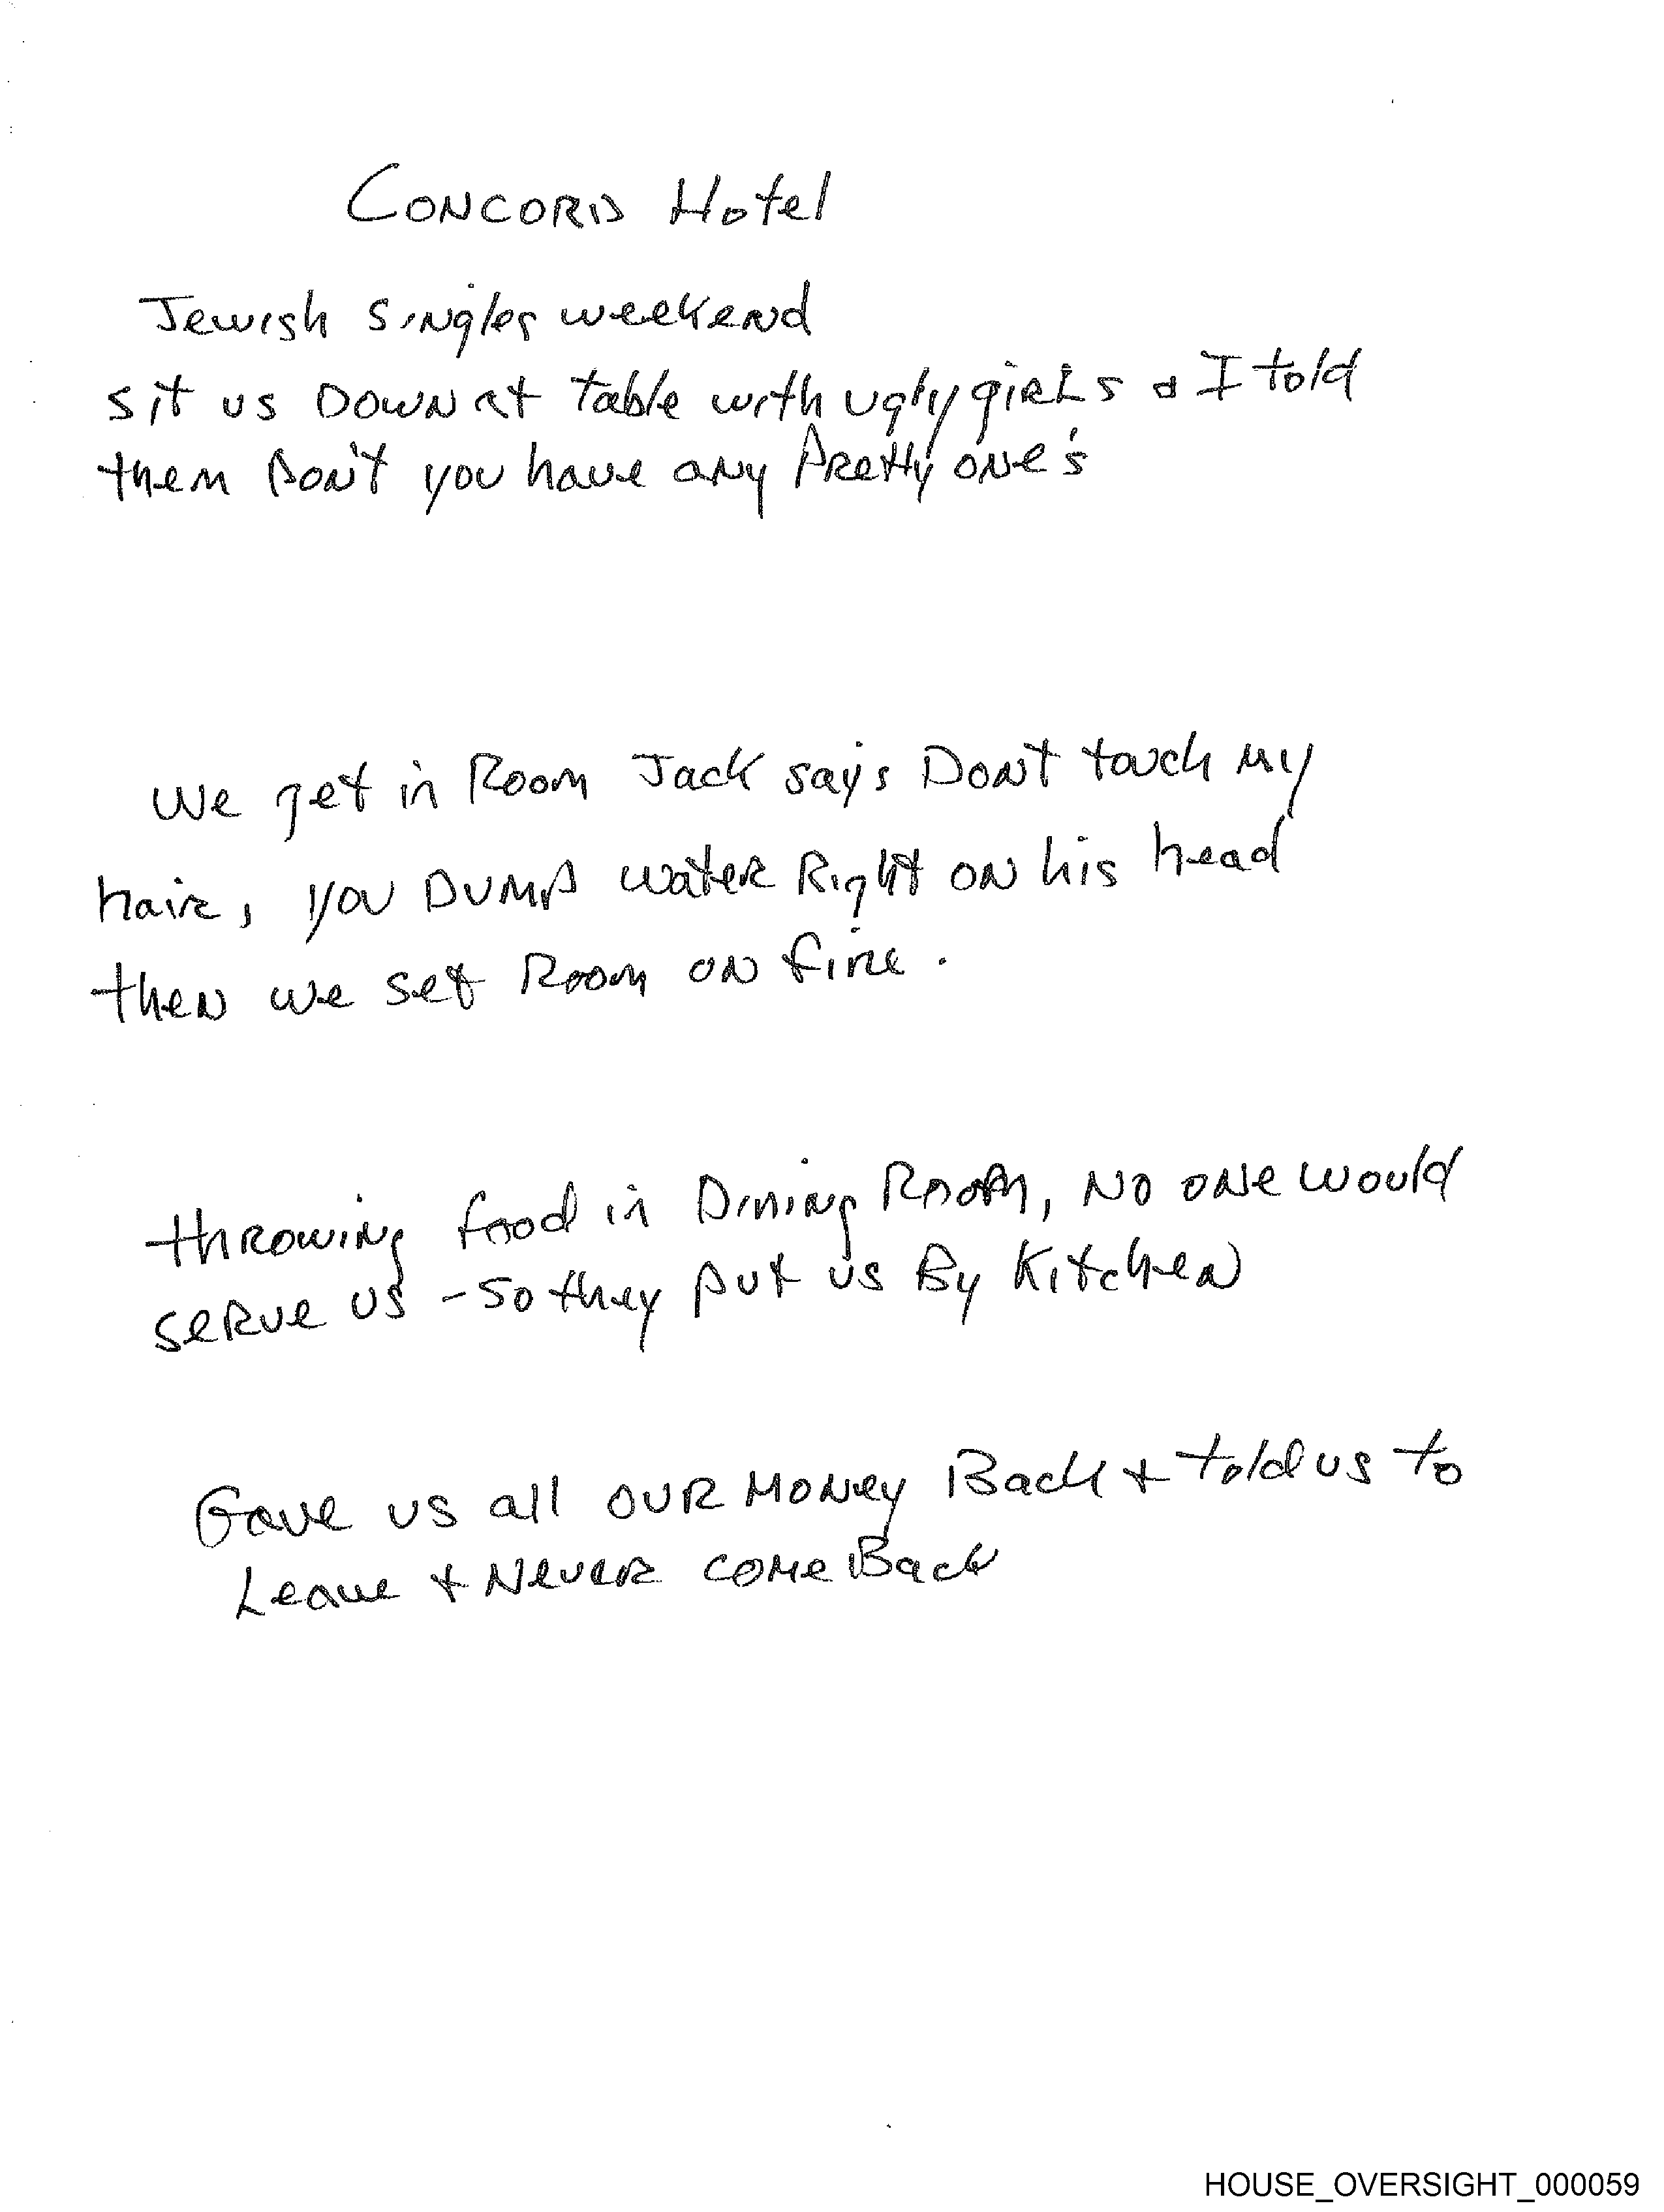 Concord Hotel
Jewish Singles weekend
sit us Down at table with ugly girls & I told
them Don't you have any Pretty one's
We get in Room Jack say's Don't touch my
hair, you Dump water Right on his head
then we set Room on fire.
throwing food in Dining Room, No one would
serve us - so they put us By Kitchen
Gave us all our Money Back & told us to
Leave & Never come Back
HOUSE_OVERSIGHT_000059